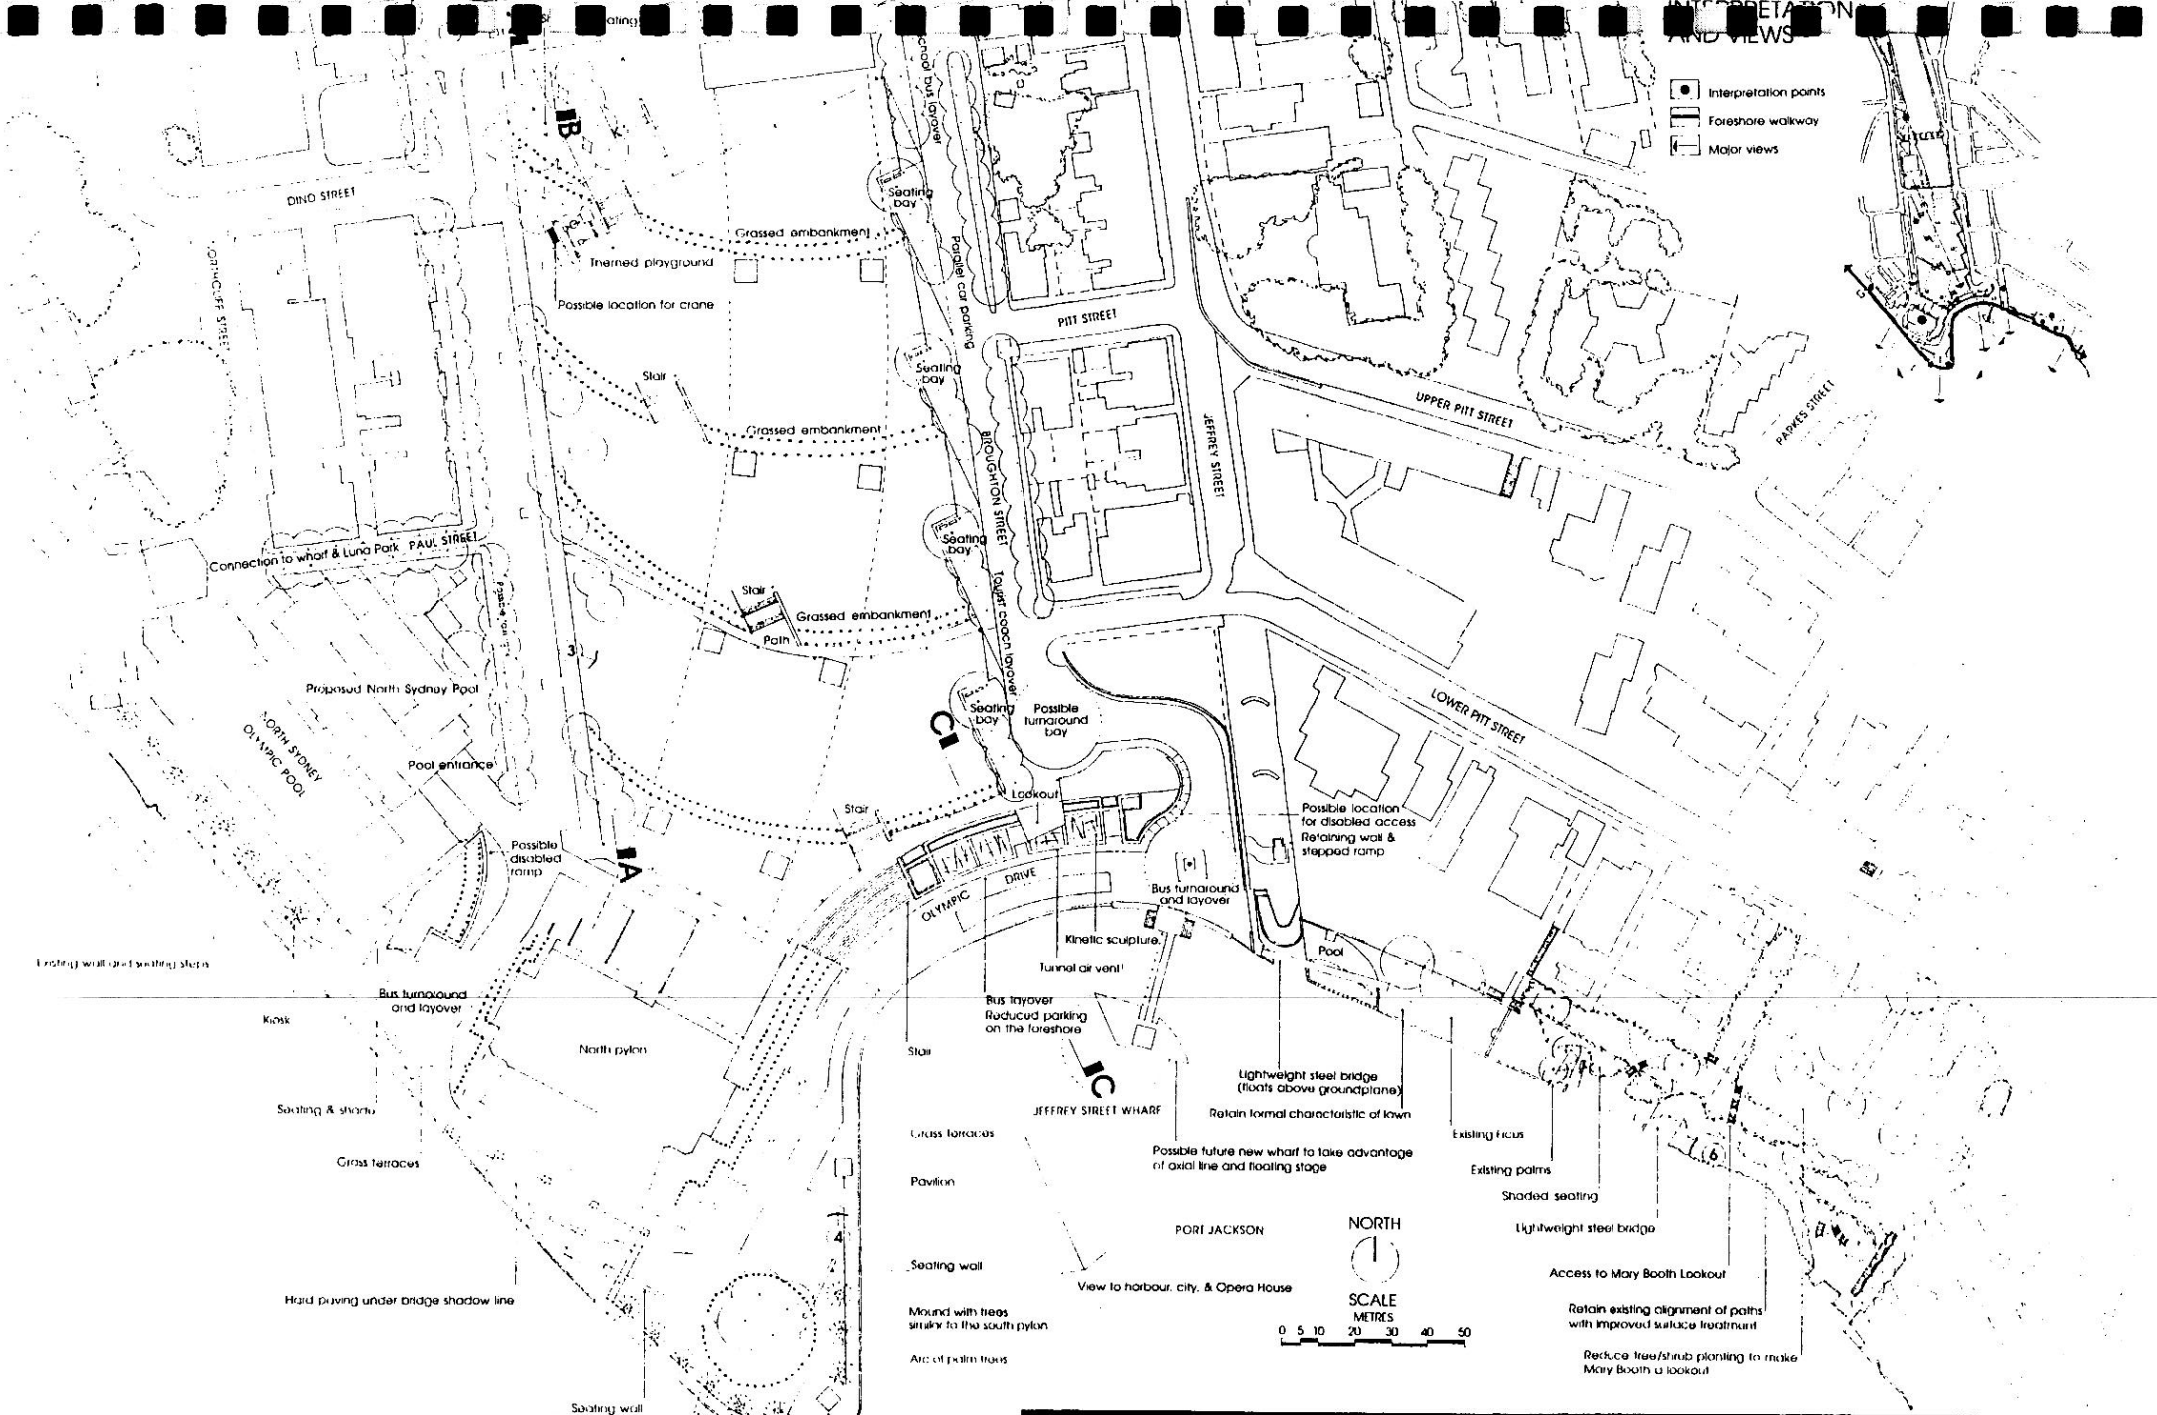 INTERPRETATION
AND VIEWS
Interpretation points
Foreshore walkway
Major views
B
DIND STREET
Seating
bay
Grassed embankment
Themed playground
Possible location for crane
Parallel car parking
PITT STREET
Stair
Seating
bay
Grassed embankment
BROUGHTON STREET
JEFFREY STREET
UPPER PITT STREET
PARKES STREET
Connection to wharf & Luna Park
PAUL STREET
Seating
bay
Stair
Grassed embankment
Path
Tourist coach layover
3
Proposed North Sydney Pool
NORTH SYDNEY
OLYMPIC POOL
Pool entrance
C
Seating
bay
Possible
turnaround
bay
LOWER PITT STREET
Stair
Lookout
Possible location
for disabled access
Retaining wall &
stepped ramp
Possible
disabled
ramp
A
OLYMPIC DRIVE
Bus turnaround
and layover
Kinetic sculpture
Tunnel air vent
Pool
Existing wall and seating steps
Bus turnaround
and layover
Kiosk
North pylon
Bus layover
Reduced parking
on the foreshore
Stair
C
JEFFREY STREET WHARF
Lightweight steel bridge
(floats above groundplane)
Retain formal characteristic of lawn
Seating & shade
Grass terraces
Grass terraces
Possible future new wharf to take advantage
of axial line and floating stage
Existing Ficus
Existing palms
Shaded seating
Lightweight steel bridge
6
Pavilion
PORT JACKSON
NORTH
4
Seating wall
View to harbour, city, & Opera House
Access to Mary Booth Lookout
Hard paving under bridge shadow line
Mound with trees
similar to the south pylon
SCALE
METRES
0 5 10 20 30 40 50
Retain existing alignment of paths
with improved surface treatment
Arc of palm trees
Reduce tree/shrub planting to make
Mary Booth a lookout
Seating wall